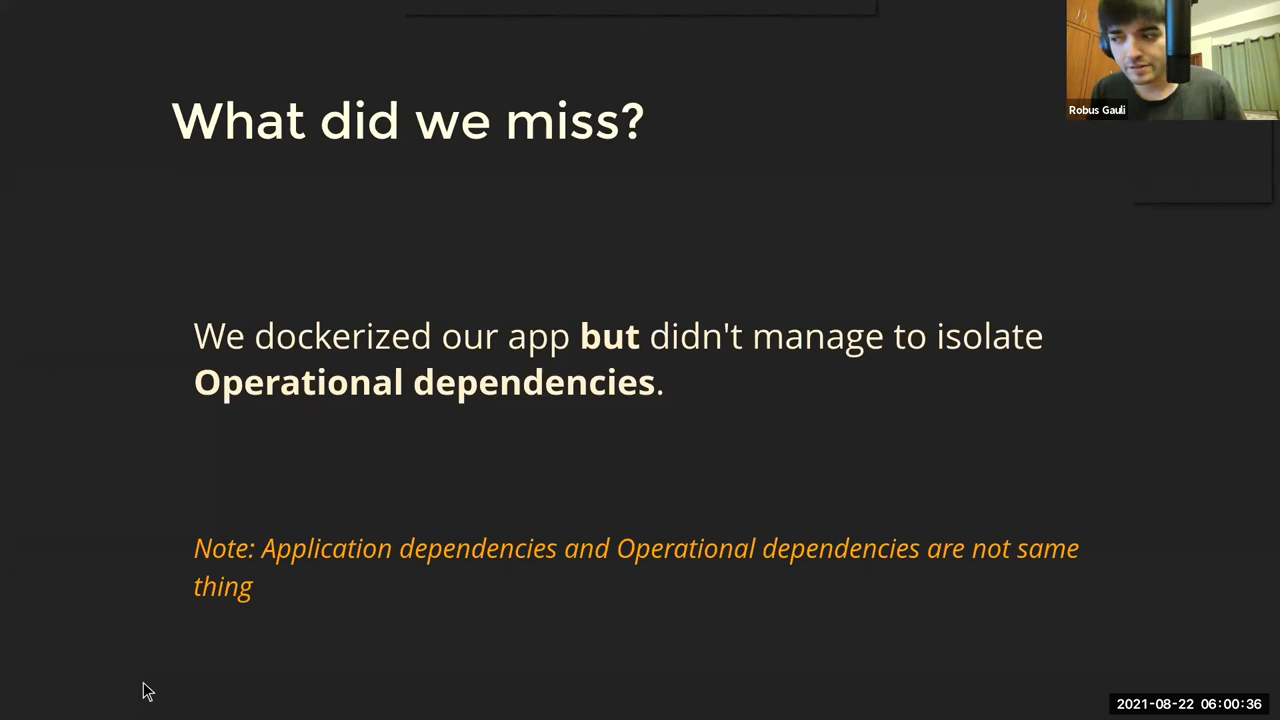 What did we miss?
Robus Gauli
We dockerized our app but didn't manage to isolate
Operational dependencies.
Note: Application dependencies and Operational dependencies are not same
thing
2021-08-22 06:00:36